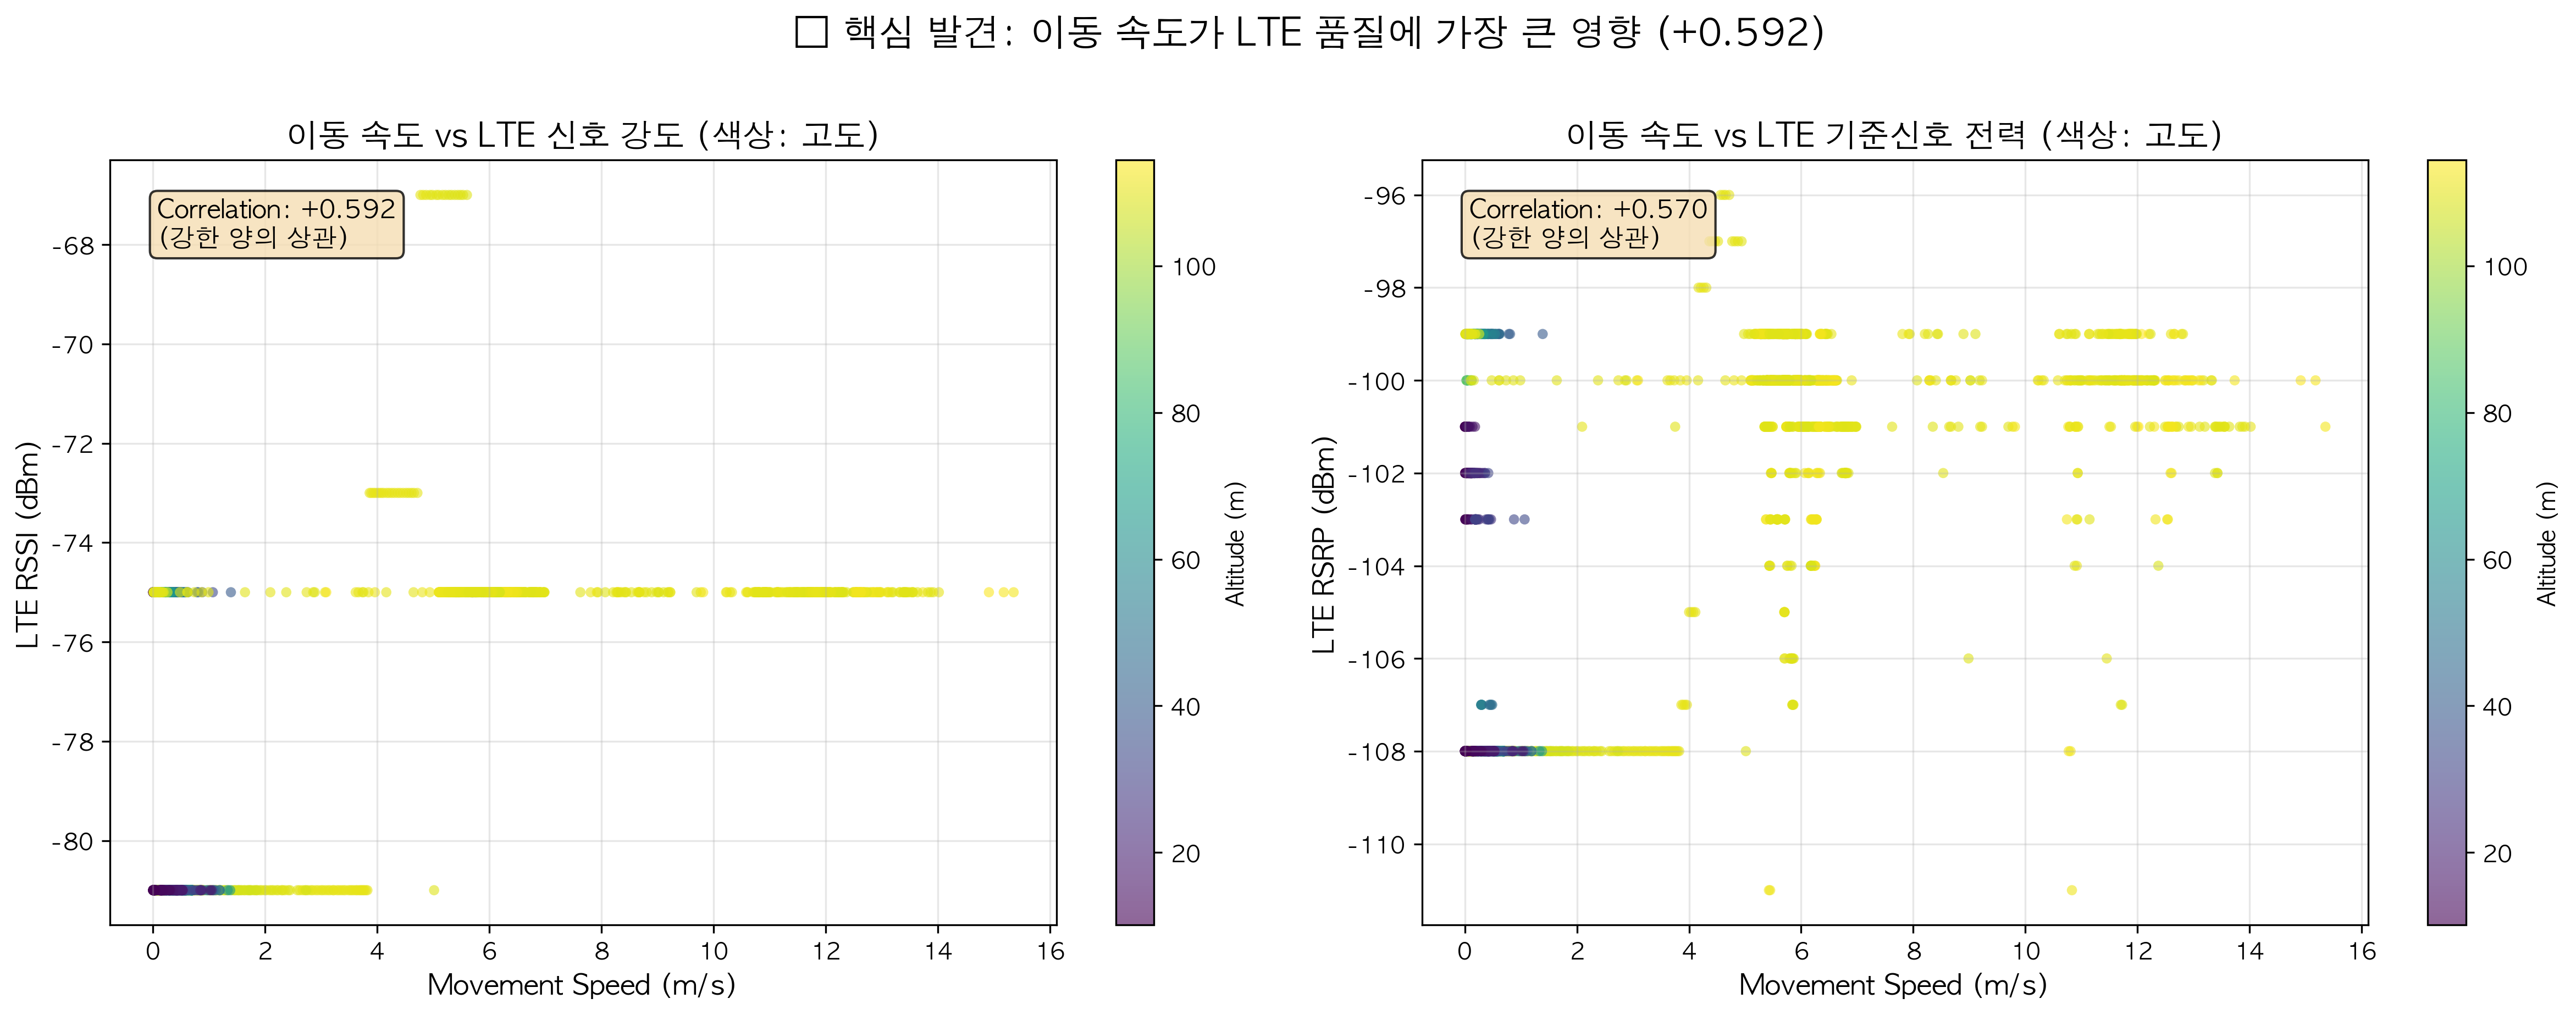 □ 핵심 발견: 이동 속도가 LTE 품질에 가장 큰 영향 (+0.592)
이동 속도 vs LTE 신호 강도 (색상: 고도)
Correlation: +0.592
(강한 양의 상관)
LTE RSSI (dBm)
-68
-70
-72
-74
-76
-78
-80
0 2 4 6 8 10 12 14 16
Movement Speed (m/s)
100
80
60
40
20
Altitude (m)
이동 속도 vs LTE 기준신호 전력 (색상: 고도)
Correlation: +0.570
(강한 양의 상관)
LTE RSRP (dBm)
-96
-98
-100
-102
-104
-106
-108
-110
0 2 4 6 8 10 12 14 16
Movement Speed (m/s)
100
80
60
40
20
Altitude (m)